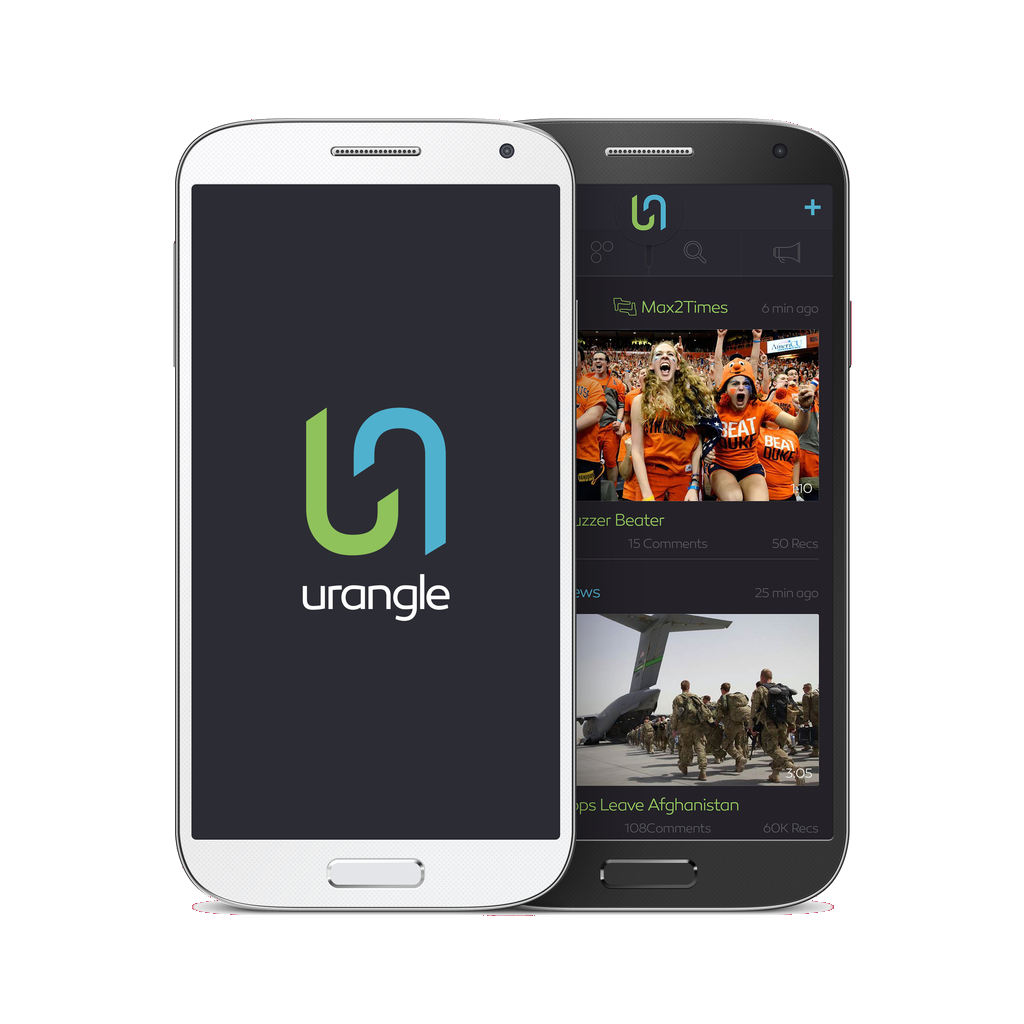 urangle
Max2Times
6 min ago
AmeriCU
BEAT
DUKE
BEAT
DUKE
1:10
uzzer Beater
15 Comments
50 Recs
ews
25 min ago
3:05
ops Leave Afghanistan
108Comments
60K Recs